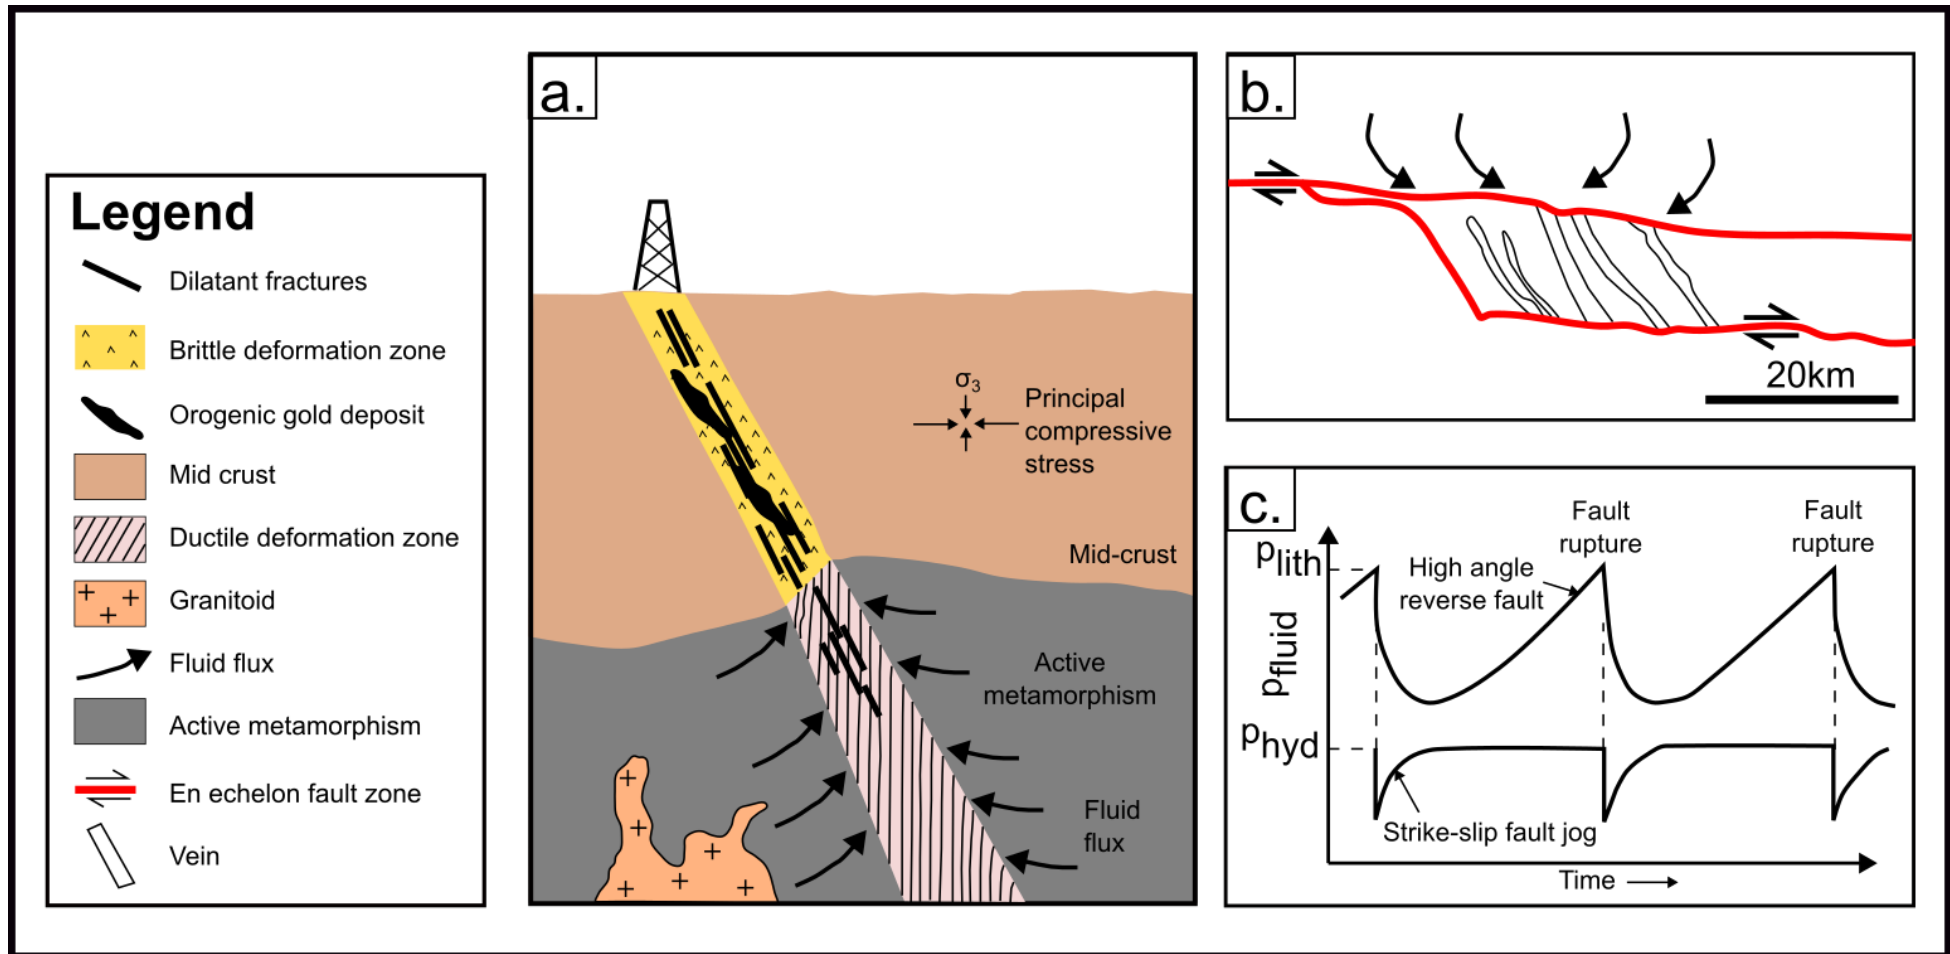 Legend
Dilatant fractures
Brittle deformation zone
Orogenic gold deposit
Mid crust
Ductile deformation zone
Granitoid
Fluid flux
Active metamorphism
En echelon fault zone
Vein
a.
σ3
Principal
compressive
stress
Mid-crust
Active
metamorphism
Fluid
flux
b.
20km
c.
Fault
rupture
Fault
rupture
plith
High angle
reverse fault
pfluid
phyd
Strike-slip fault jog
Time